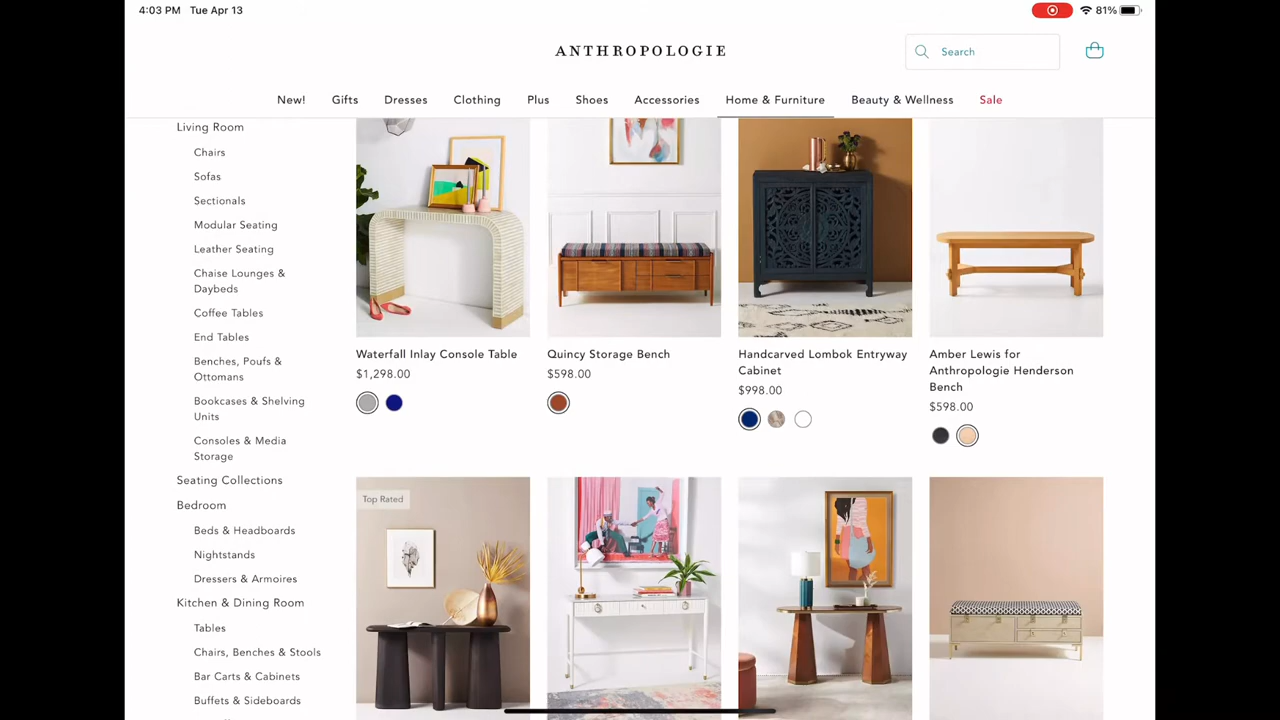 4:03 PM Tue Apr 13
81%
ANTHROPOLOGIE
Search
New! Gifts Dresses Clothing Plus Shoes Accessories Home & Furniture Beauty & Wellness Sale
Living Room
Chairs
Sofas
Sectionals
Modular Seating
Leather Seating
Chaise Lounges &
Daybeds
Coffee Tables
End Tables
Benches, Poufs &
Ottomans
Bookcases & Shelving
Units
Consoles & Media
Storage
Seating Collections
Bedroom
Beds & Headboards
Nightstands
Dressers & Armoires
Kitchen & Dining Room
Tables
Chairs, Benches & Stools
Bar Carts & Cabinets
Buffets & Sideboards
Waterfall Inlay Console Table
$1,298.00
Quincy Storage Bench
$598.00
Handcarved Lombok Entryway
Cabinet
$998.00
Amber Lewis for
Anthropologie Henderson
Bench
$598.00
Top Rated